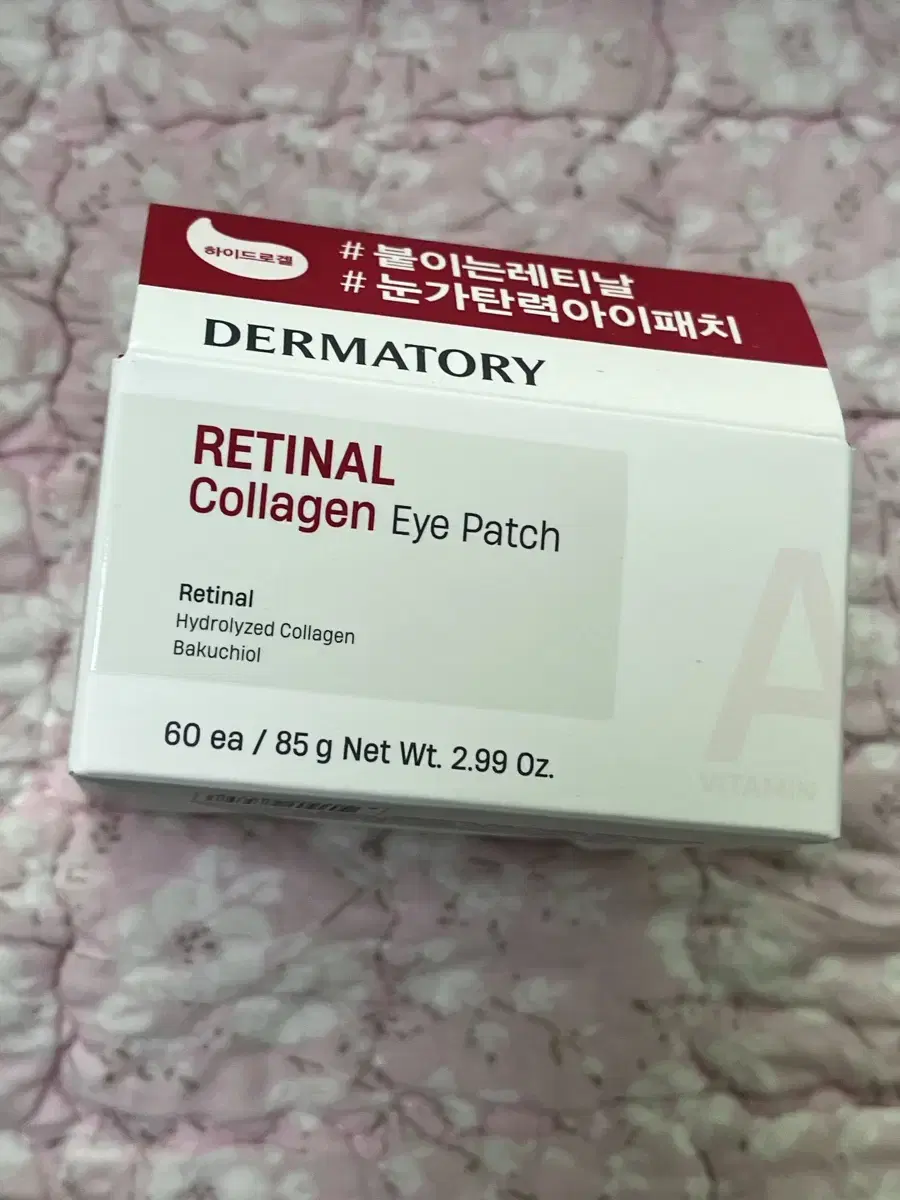 하이드로겔
# 붙이는레티날
# 눈가탄력아이패치
DERMATORY
RETINAL
Collagen Eye Patch
Retinal
Hydrolyzed Collagen
Bakuchiol
60 ea / 85 g Net Wt. 2.99 Oz.
A
VITAMIN